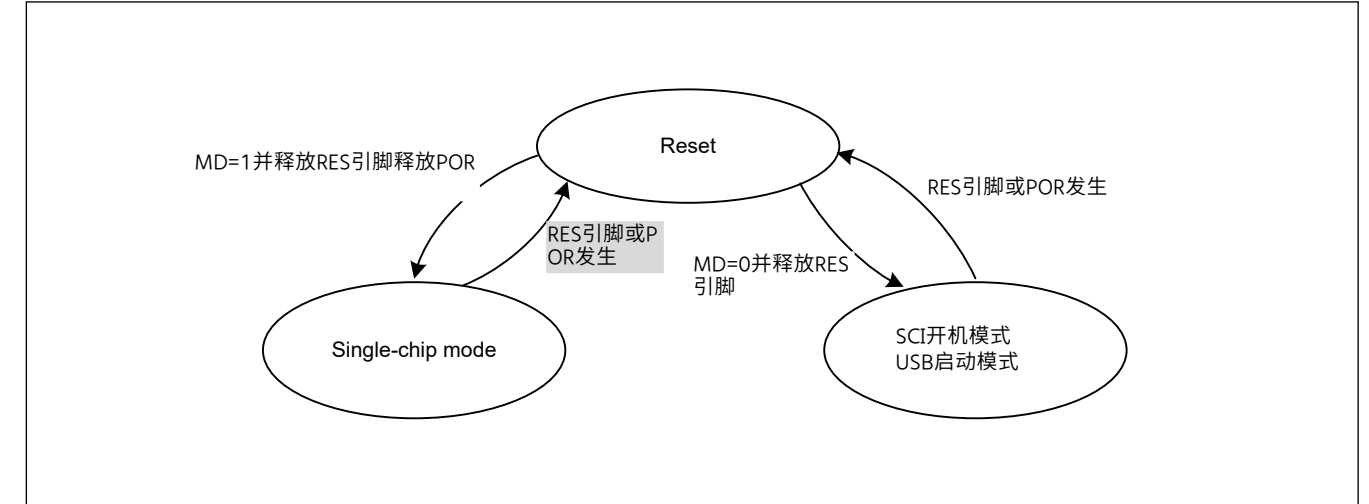 Reset
MD=1并释放RES引脚释放POR
RES引脚或POR发生
RES引脚或P
OR发生
MD=0并释放RES
引脚
Single-chip mode
SCI开机模式
USB启动模式